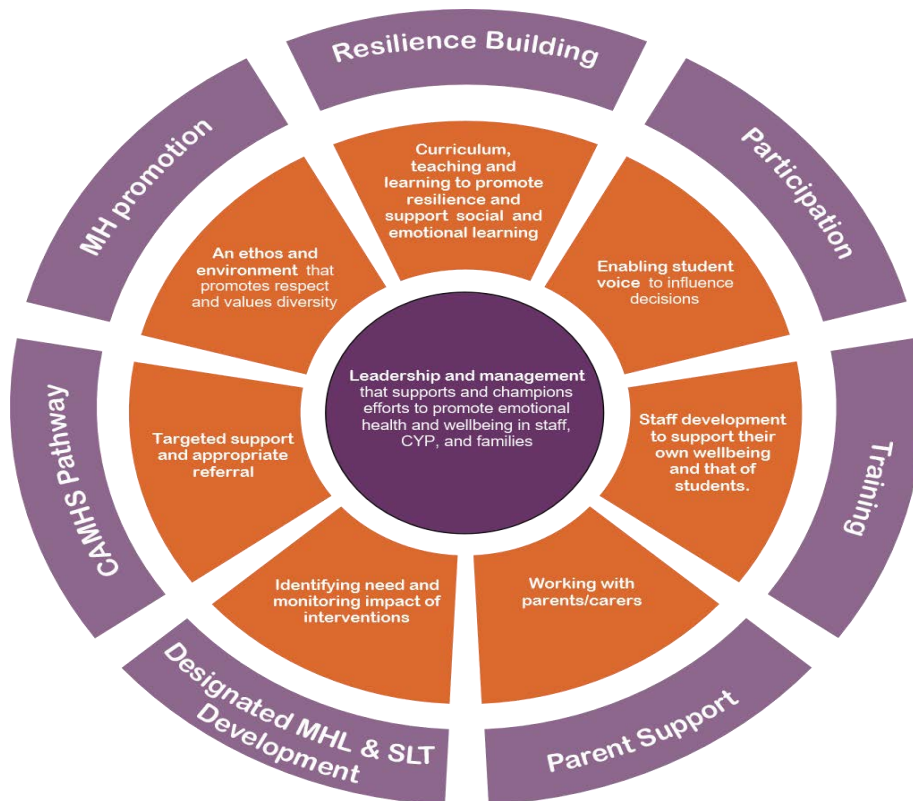 Resilience Building
Participation
Training
Parent Support
Designated MHL & SLT
Development
CAMHS Pathway
MH promotion
Curriculum,
teaching and
learning to promote
resilience and
support social and
emotional learning
Enabling student
voice to influence
decisions
Staff development
to support their
own wellbeing
and that of
students.
Working with
parents/carers
Identifying need and
monitoring impact of
interventions
Targeted support
and appropriate
referral
An ethos and
environment that
promotes respect
and values diversity
Leadership and management
that supports and champions
efforts to promote emotional
health and wellbeing in staff,
CYP, and families